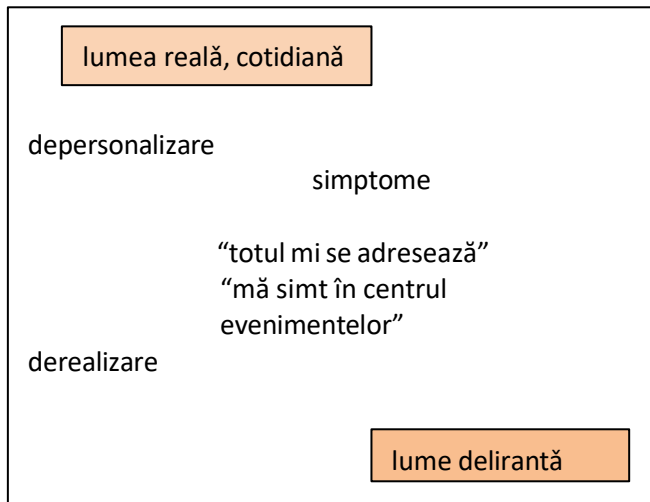 lumea reală, cotidiană
depersonalizare
simptome
“totul mi se adresează”
“mă simt în centrul
evenimentelor”
derealizare
lume delirantă